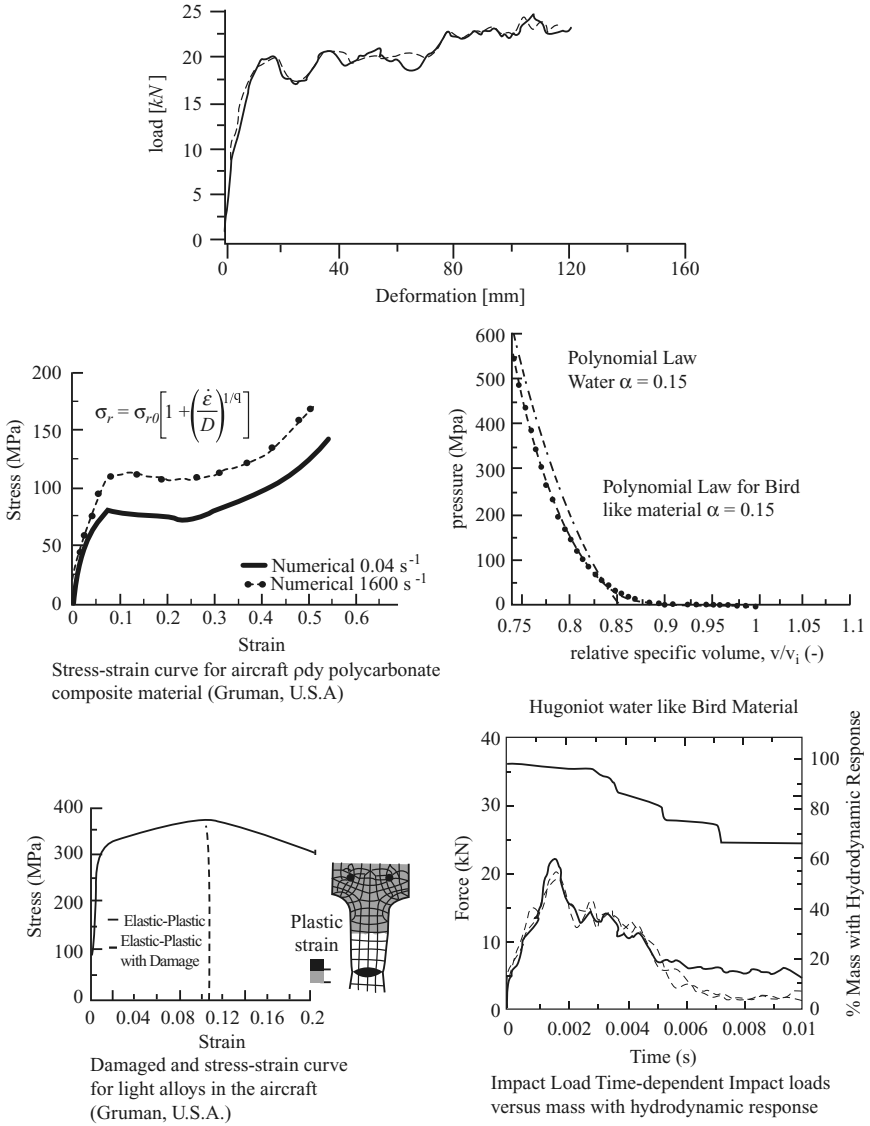 25
20
15
10
5
0
load [kN]
0 40 80 120 160
Deformation [mm]
200
150
100
50
0
Stress (MPa)
σr = σr0[1 + (ε̇/D)^1/q]
Numerical 0.04 s-1
Numerical 1600 s-1
0 0.1 0.2 0.3 0.4 0.5 0.6
Strain
Stress-strain curve for aircraft ρdy polycarbonate
composite material (Gruman, U.S.A)
600
500
400
300
200
100
0
pressure (Mpa)
Polynomial Law
Water α = 0.15
Polynomial Law for Bird
like material α = 0.15
0.75 0.8 0.85 0.9 0.95 1 1.05 1.1
relative specific volume, v/vi (-)
Hugoniot water like Bird Material
400
300
200
100
0
Stress (MPa)
Elastic-Plastic
Elastic-Plastic
with Damage
Plastic
strain
0 0.04 0.08 0.12 0.16 0.2
Strain
Damaged and stress-strain curve
for light alloys in the aircraft
(Gruman, U.S.A.)
40
35
30
15
20
10
5
0
Force (kN)
100
80
60
40
20
0
% Mass with Hydrodynamic Response
0 0.002 0.004 0.006 0.008 0.01
Time (s)
Impact Load Time-dependent Impact loads
versus mass with hydrodynamic response